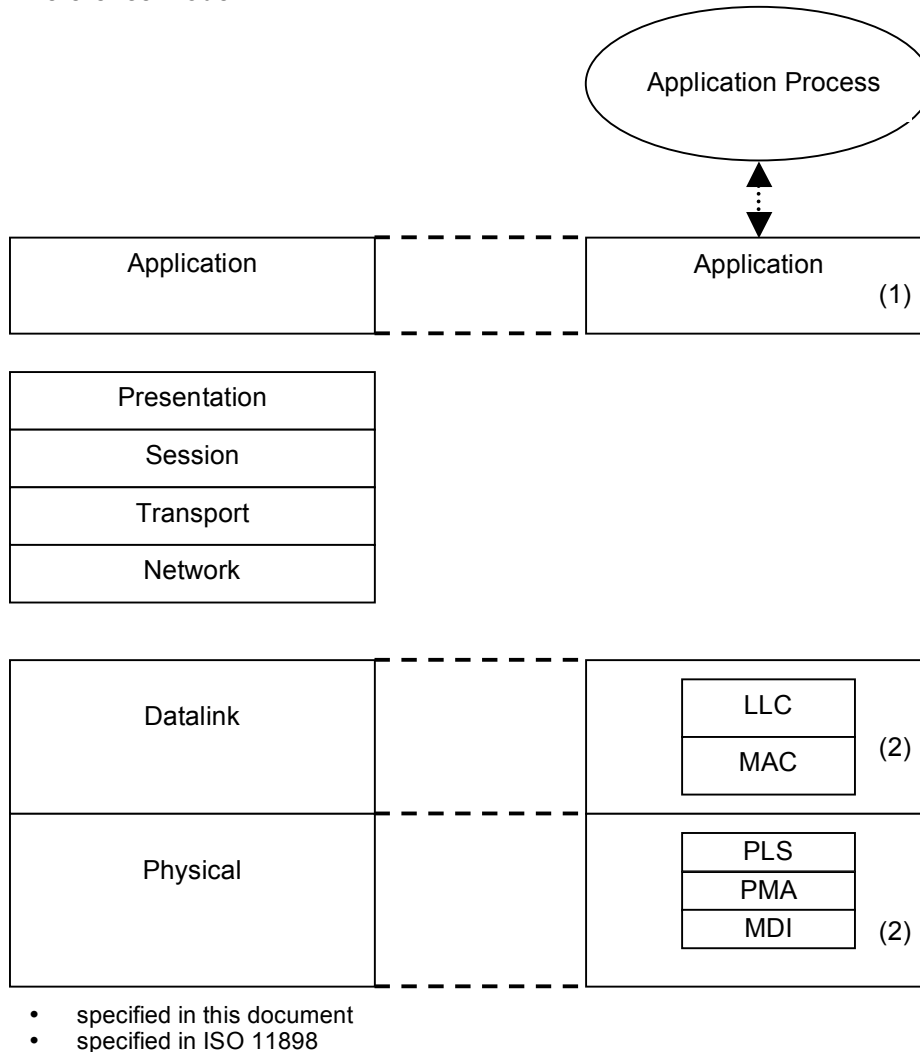 Application Process
Application
Application
(1)
Presentation
Session
Transport
Network
Datalink
LLC
MAC
(2)
Physical
PLS
PMA
MDI
(2)
• specified in this document
• specified in ISO 11898